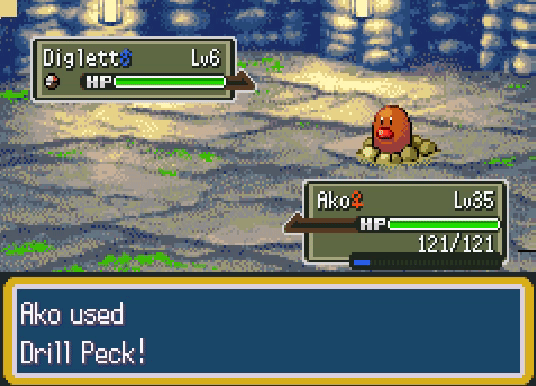 Diglett♂ Lv6
HP
Ako♀ Lv35
HP
121/121
Ako used
Drill Peck!